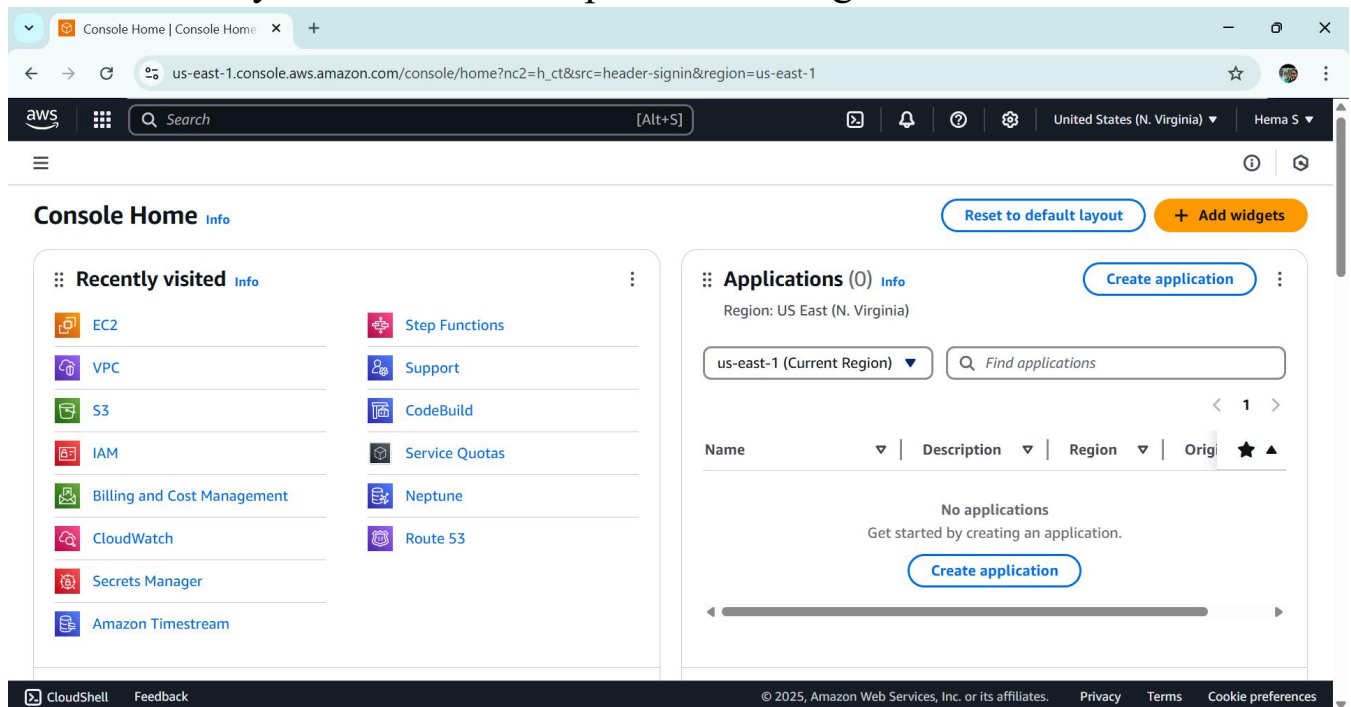 Console Home | Console Home
us-east-1.console.aws.amazon.com/console/home?nc2=h_ct&src=header-signin&region=us-east-1
aws Search [Alt+S] United States (N. Virginia) Hema S
Console Home Info
Reset to default layout + Add widgets
Recently visited Info
EC2
VPC
S3
IAM
Billing and Cost Management
CloudWatch
Secrets Manager
Amazon Timestream
Step Functions
Support
CodeBuild
Service Quotas
Neptune
Route 53
Applications (0) Info
Create application
Region: US East (N. Virginia)
us-east-1 (Current Region) Find applications
1
Name Description Region Origi
No applications
Get started by creating an application.
Create application
CloudShell Feedback © 2025, Amazon Web Services, Inc. or its affiliates. Privacy Terms Cookie preferences